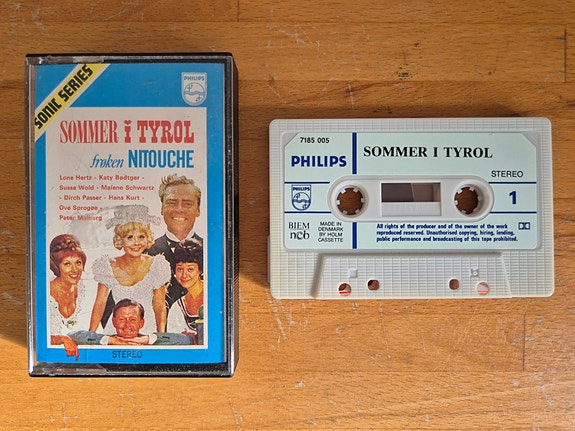 SONIC SERIES
PHILIPS
SOMMER I TYROL
frøken NITOUCHE
Lone Hertz - Katy Bødtger -
Susse Wold - Malene Schwartz
- Dirch Passer - Hans Kurt -
Ove Sprogøe -
Peter Malberg
STEREO
7185 005
PHILIPS
SOMMER I TYROL
STEREO
PHILIPS
1
BIEM
ncb
MADE IN
DENMARK
BY HOLM
CASSETTE
All rights of the producer and of the owner of the work
reproduced reserved. Unauthorised copying, hiring, lending,
public performance and broadcasting of this tape prohibited.